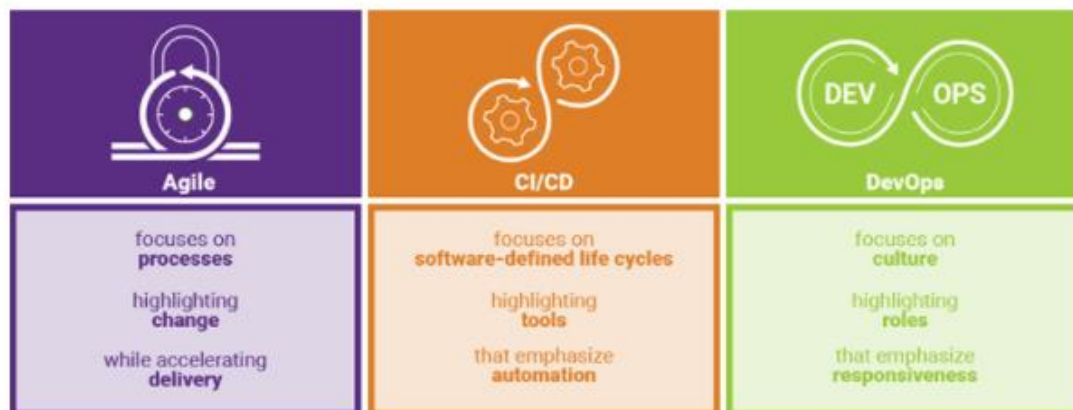 Agile
focuses on
processes
highlighting
change
while accelerating
delivery
CI/CD
focuses on
software-defined life cycles
highlighting
tools
that emphasize
automation
DEV OPS
DevOps
focuses on
culture
highlighting
roles
that emphasize
responsiveness